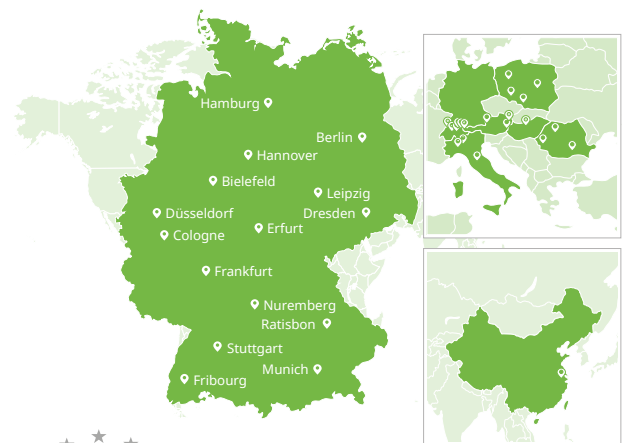 Hamburg
Berlin
Hannover
Bielefeld
Leipzig
Düsseldorf
Dresden
Cologne
Erfurt
Frankfurt
Nuremberg
Ratisbon
Stuttgart
Munich
Fribourg